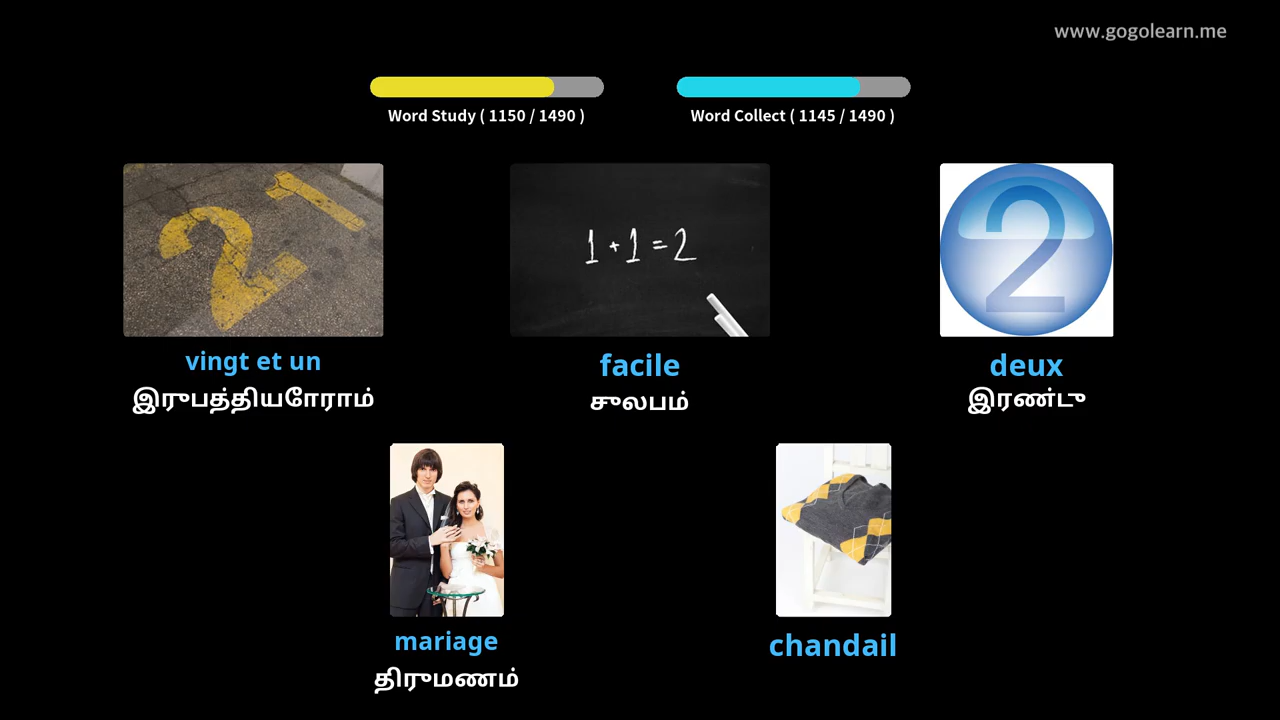 www.gogolearn.me
Word Study ( 1150 / 1490 )
Word Collect ( 1145 / 1490 )
21
1 + 1 = 2
2
vingt et un
facile
deux
இருபத்தியரோராம்
சுலபம்
இரண்டு
mariage
chandail
திருமணம்